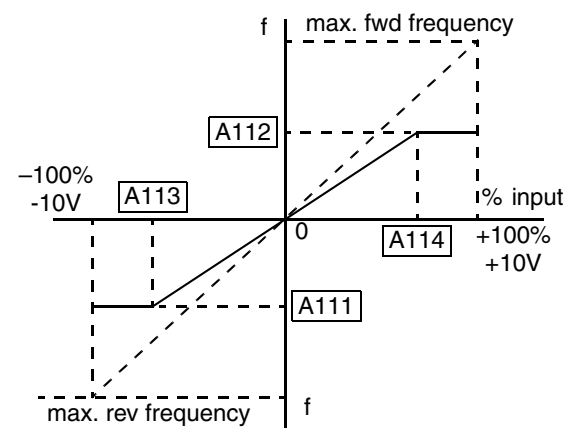 f
max. fwd frequency
A112
–100%
-10V
A113
% input
0
A114
+100%
+10V
A111
max. rev frequency
f